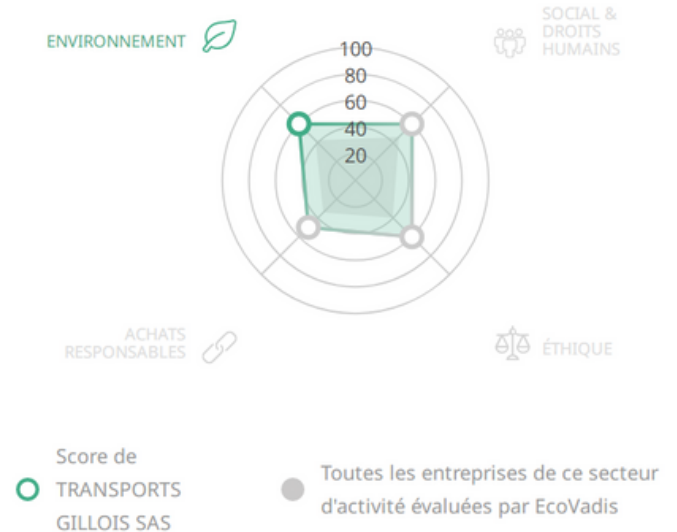 ENVIRONNEMENT
SOCIAL &
DROITS
HUMAINS
100
80
60
40
20
ACHATS
RESPONSABLES
ÉTHIQUE
Score de
TRANSPORTS
GILLOIS SAS
Toutes les entreprises de ce secteur
d'activité évaluées par EcoVadis